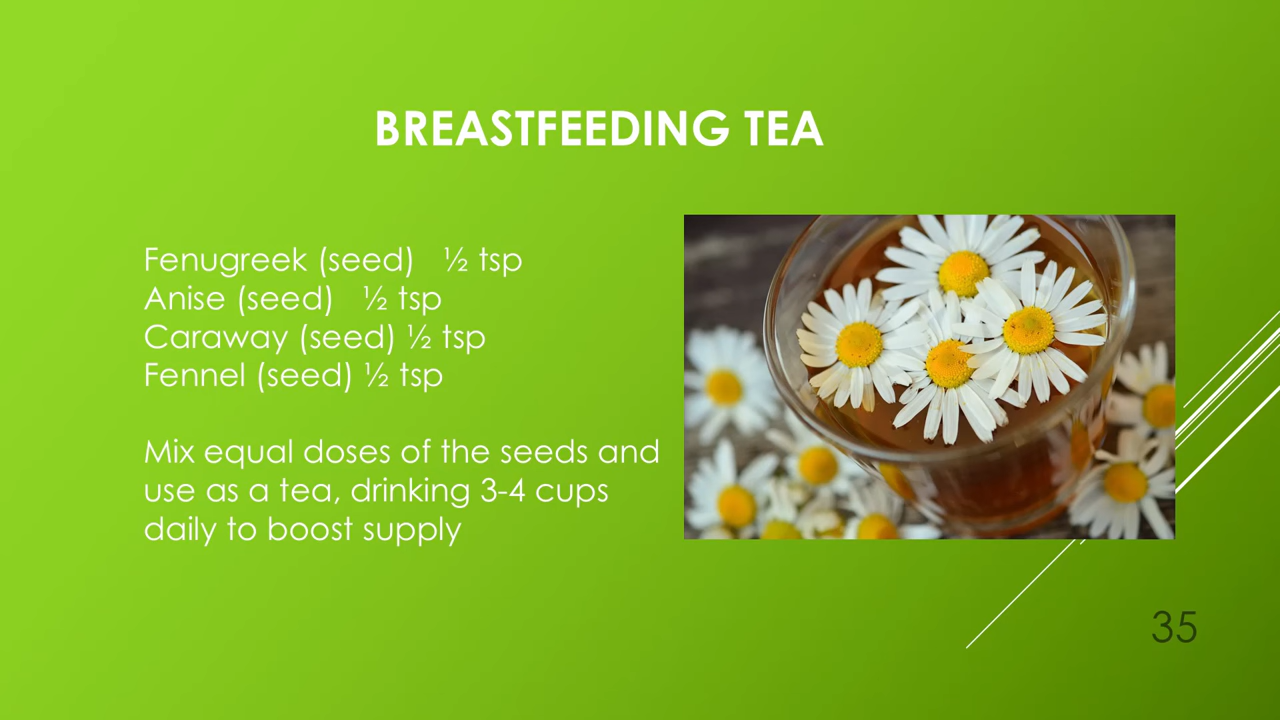 BREASTFEEDING TEA
Fenugreek (seed) ½ tsp
Anise (seed) ½ tsp
Caraway (seed) ½ tsp
Fennel (seed) ½ tsp
Mix equal doses of the seeds and
use as a tea, drinking 3-4 cups
daily to boost supply
35